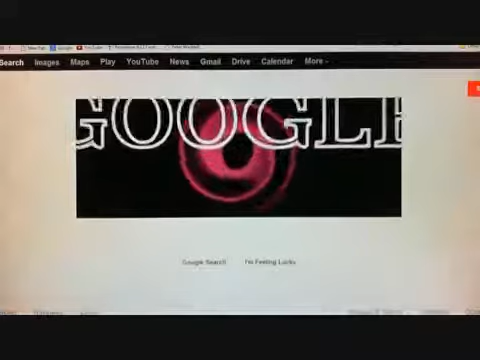 Search Images Maps Play YouTube News Gmail Drive Calendar More
GOOGLE
Google Search I'm Feeling Lucky